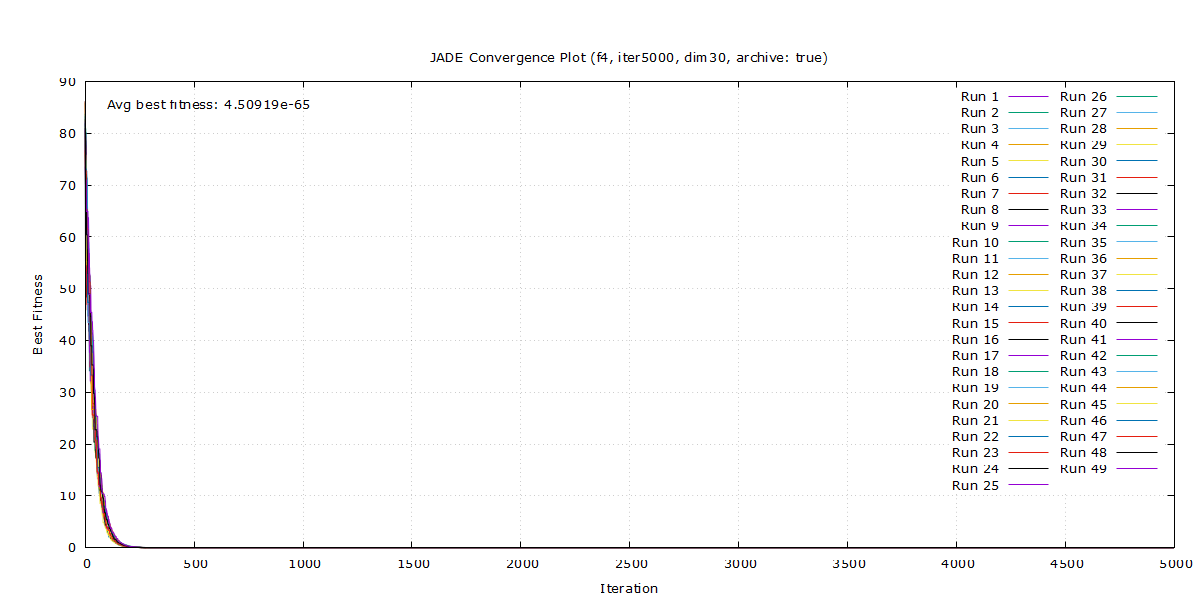 JADE Convergence Plot (f4, iter5000, dim30, archive: true)
90
80
70
60
50
40
30
20
10
0
Best Fitness
Avg best fitness: 4.50919e-65
Run 1
Run 2
Run 3
Run 4
Run 5
Run 6
Run 7
Run 8
Run 9
Run 10
Run 11
Run 12
Run 13
Run 14
Run 15
Run 16
Run 17
Run 18
Run 19
Run 20
Run 21
Run 22
Run 23
Run 24
Run 25
Run 26
Run 27
Run 28
Run 29
Run 30
Run 31
Run 32
Run 33
Run 34
Run 35
Run 36
Run 37
Run 38
Run 39
Run 40
Run 41
Run 42
Run 43
Run 44
Run 45
Run 46
Run 47
Run 48
Run 49
0 500 1000 1500 2000 2500 3000 3500 4000 4500 5000
Iteration